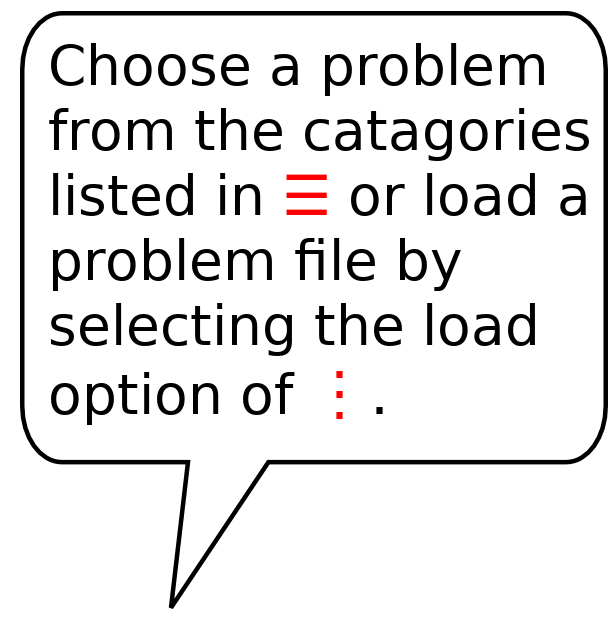 Choose a problem
from the catagories
listed in ☰ or load a
problem file by
selecting the load
option of ⋮ .